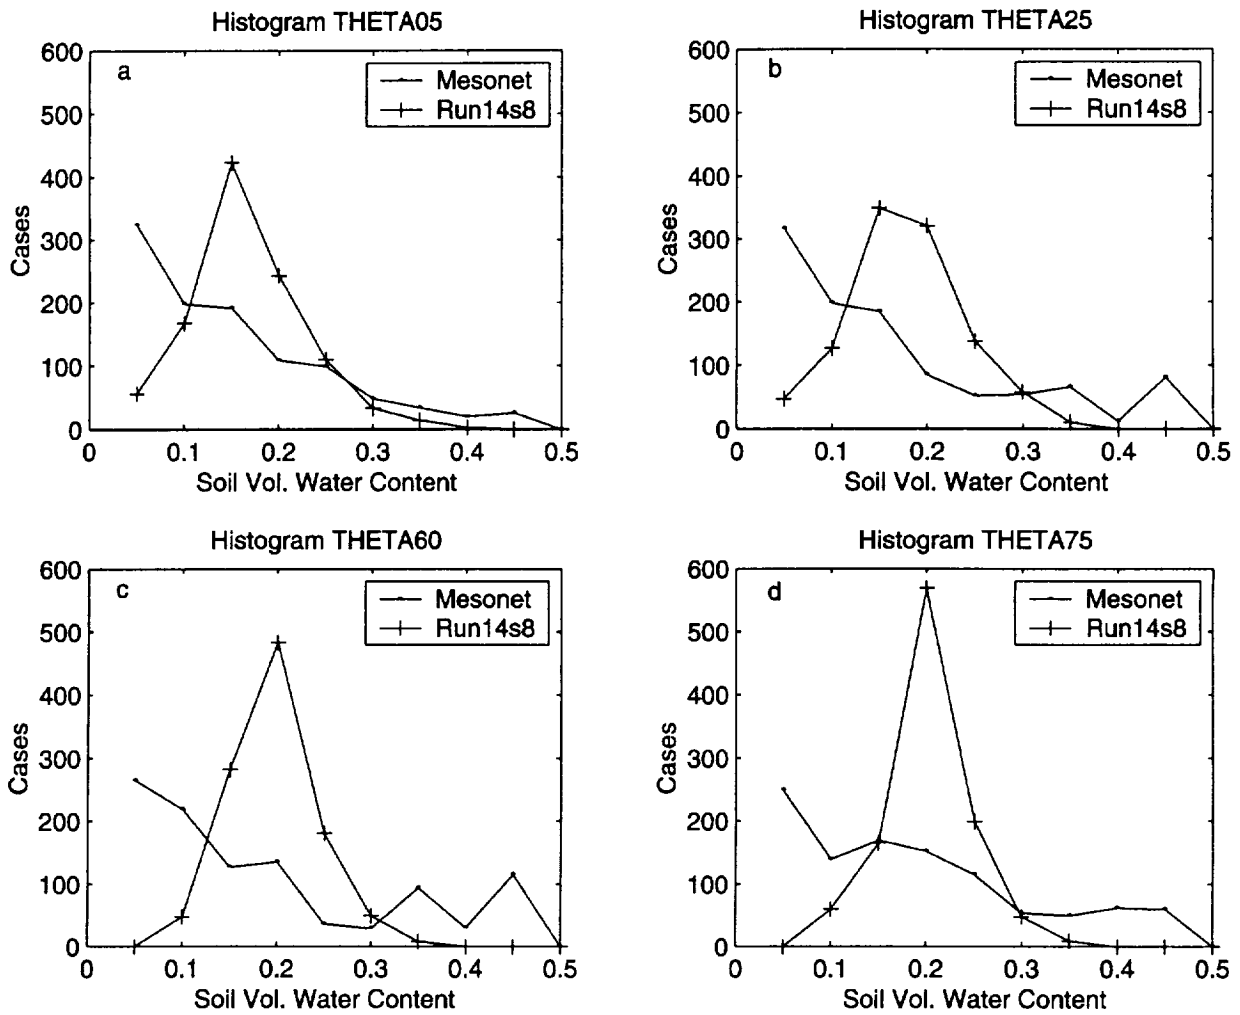 Histogram THETA05
600
500
400
300
200
100
0
Cases
a
Mesonet
Run14s8
0 0.1 0.2 0.3 0.4 0.5
Soil Vol. Water Content
Histogram THETA25
600
500
400
300
200
100
0
Cases
b
Mesonet
Run14s8
0 0.1 0.2 0.3 0.4 0.5
Soil Vol. Water Content
Histogram THETA60
600
500
400
300
200
100
0
Cases
c
Mesonet
Run14s8
0 0.1 0.2 0.3 0.4 0.5
Soil Vol. Water Content
Histogram THETA75
600
500
400
300
200
100
0
Cases
d
Mesonet
Run14s8
0 0.1 0.2 0.3 0.4 0.5
Soil Vol. Water Content